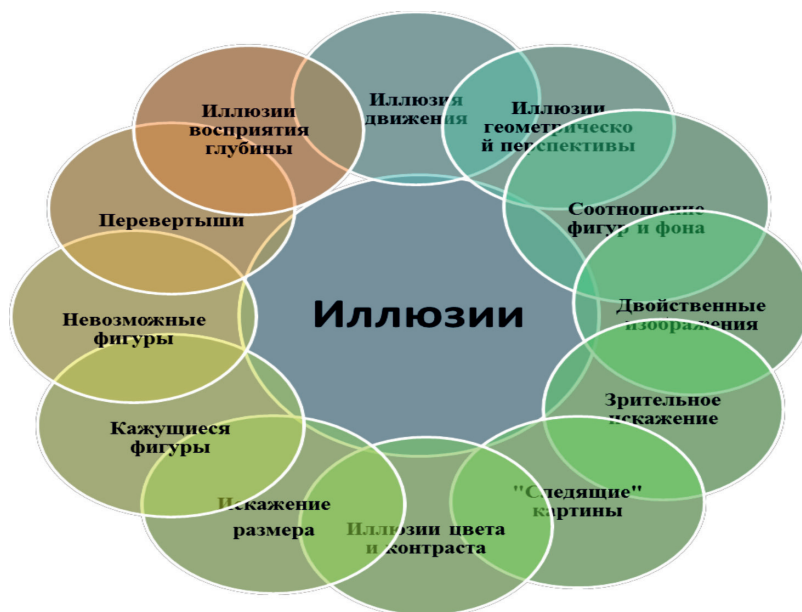 Иллюзия
движения
Иллюзии
геометрическо
й перспективы
Соотношение
фигур и фона
Двойственные
изображения
Зрительное
искажение
"Следящие"
картины
Иллюзии цвета
и контраста
Искажение
размера
Кажущиеся
фигуры
Невозможные
фигуры
Перевертыши
Иллюзии
восприятия
глубины
Иллюзии